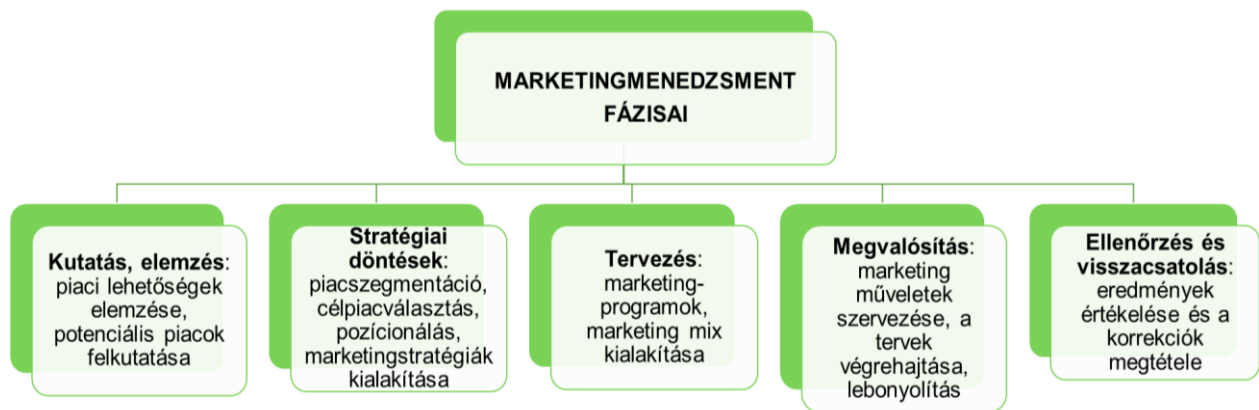 MARKETINGMENEDZSMENT
FÁZISAI
Kutatás, elemzés:
piaci lehetőségek
elemzése,
potenciális piacok
felkutatása
Stratégiai
döntések:
piacszegmentáció,
célpiacválasztás,
pozícionálás,
marketingstratégiák
kialakítása
Tervezés:
marketing-
programok,
marketing mix
kialakítása
Megvalósítás:
marketing
műveletek
szervezése, a
tervek
végrehajtása,
lebonyolítás
Ellenőrzés és
visszacsatolás:
eredmények
értékelése és a
korrekciók
megtétele